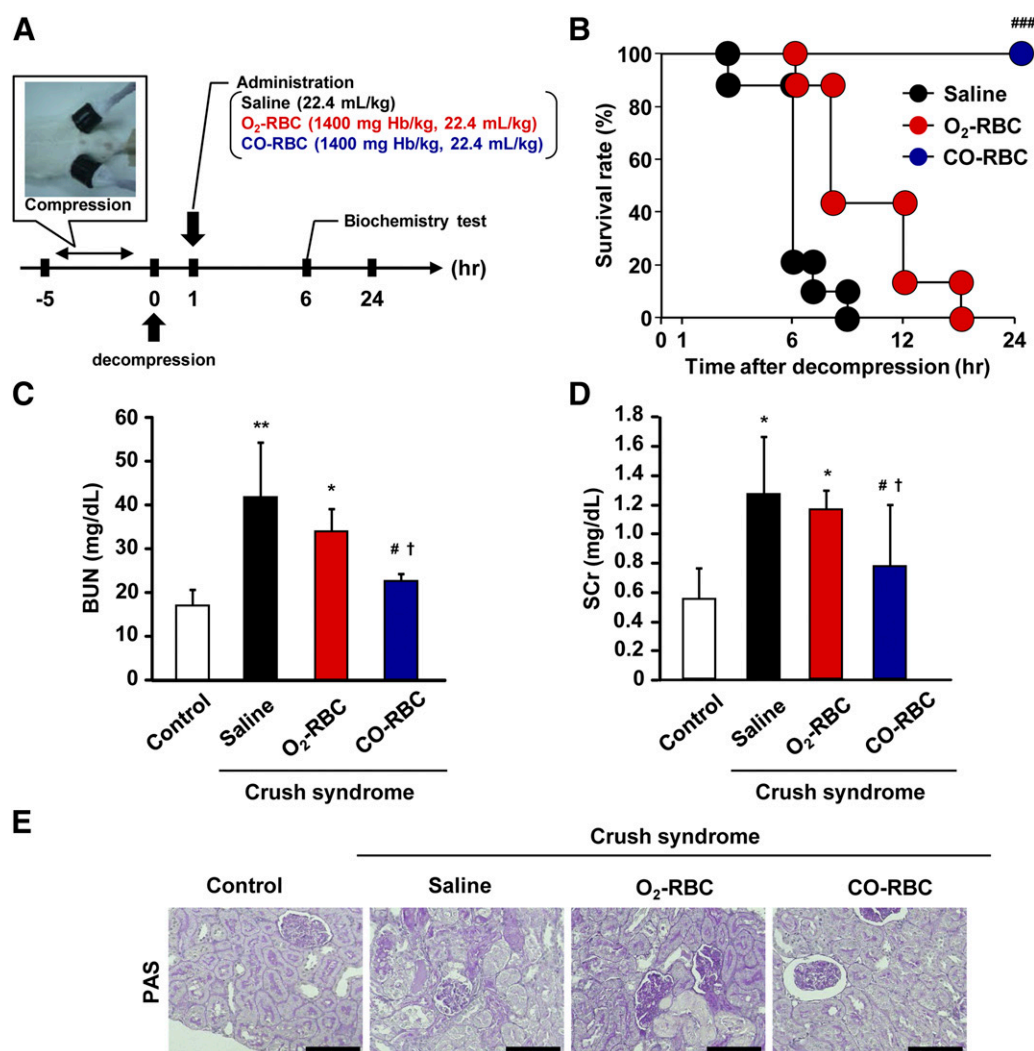 A
Administration
Saline (22.4 mL/kg)
O₂-RBC (1400 mg Hb/kg, 22.4 mL/kg)
CO-RBC (1400 mg Hb/kg, 22.4 mL/kg)
Compression
Biochemistry test
(hr)
-5 0 1 6 24
decompression
B
###
Survival rate (%)
100
80
60
40
20
0
Saline
O₂-RBC
CO-RBC
0 1 6 12 24
Time after decompression (hr)
C
BUN (mg/dL)
60
50
40
30
20
10
0
** * # †
Control Saline O₂-RBC CO-RBC
Crush syndrome
D
SCr (mg/dL)
1.8
1.6
1.4
1.2
1.0
0.8
0.6
0.4
0.2
0
* * # †
Control Saline O₂-RBC CO-RBC
Crush syndrome
E
Crush syndrome
Control Saline O₂-RBC CO-RBC
PAS